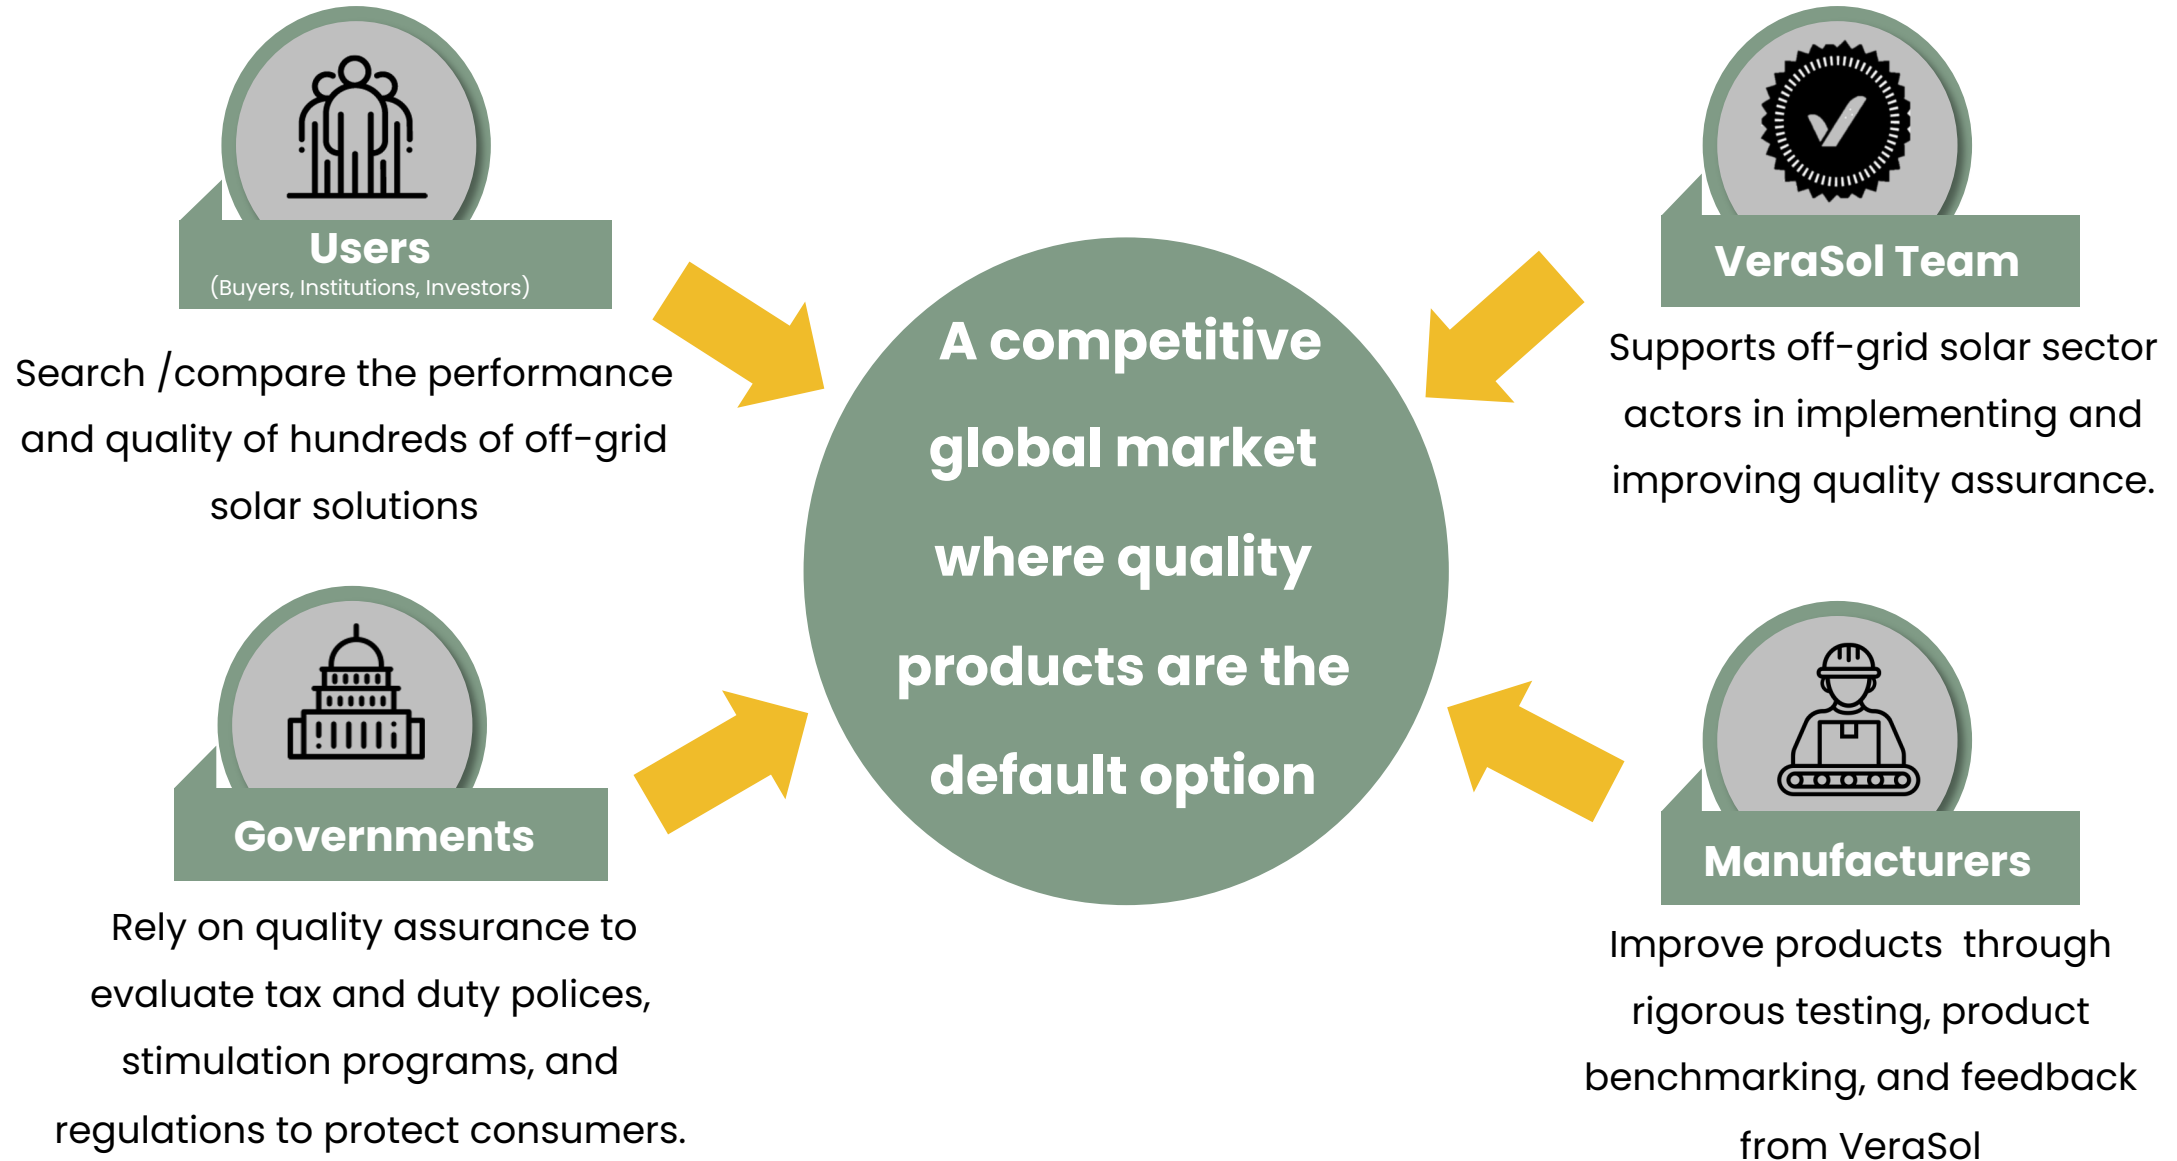 Users
(Buyers, Institutions, Investors)
Search /compare the performance
and quality of hundreds of off-grid
solar solutions
Governments
Rely on quality assurance to
evaluate tax and duty polices,
stimulation programs, and
regulations to protect consumers.
A competitive
global market
where quality
products are the
default option
VeraSol Team
Supports off-grid solar sector
actors in implementing and
improving quality assurance.
Manufacturers
Improve products  through
rigorous testing, product
benchmarking, and feedback
from VeraSol